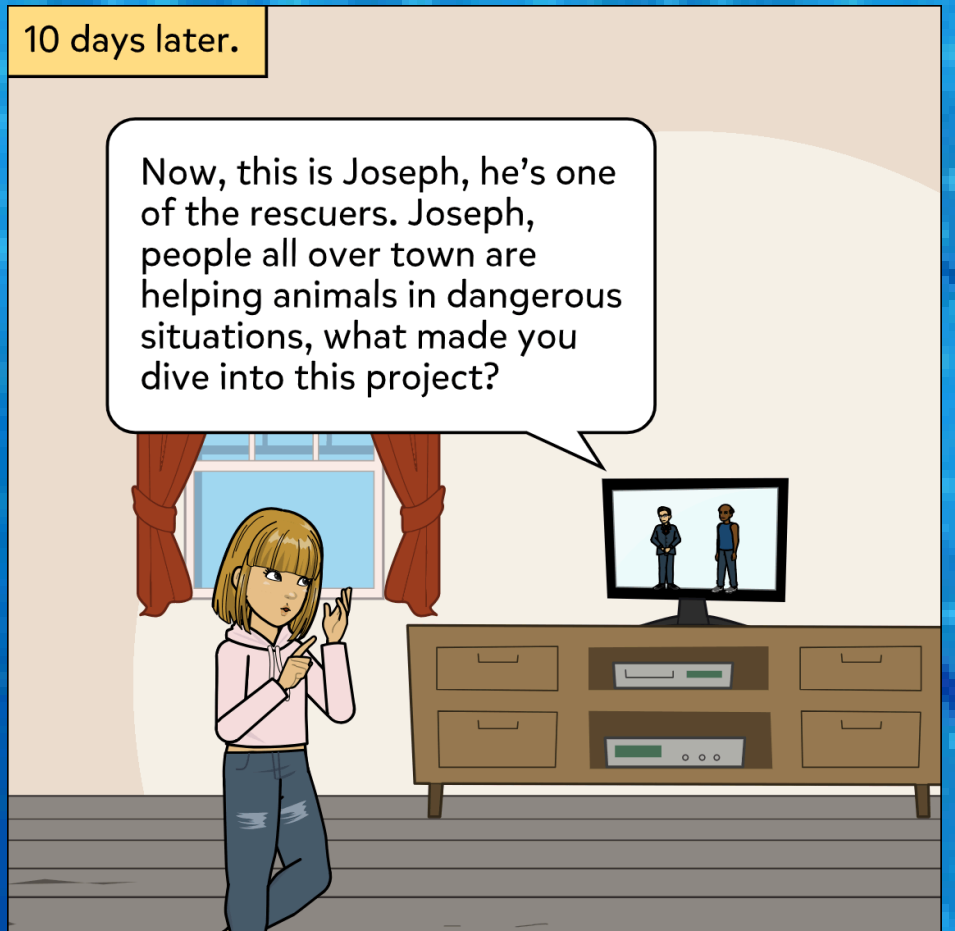 10 days later.
Now, this is Joseph, he's one
of the rescuers. Joseph,
people all over town are
helping animals in dangerous
situations, what made you
dive into this project?